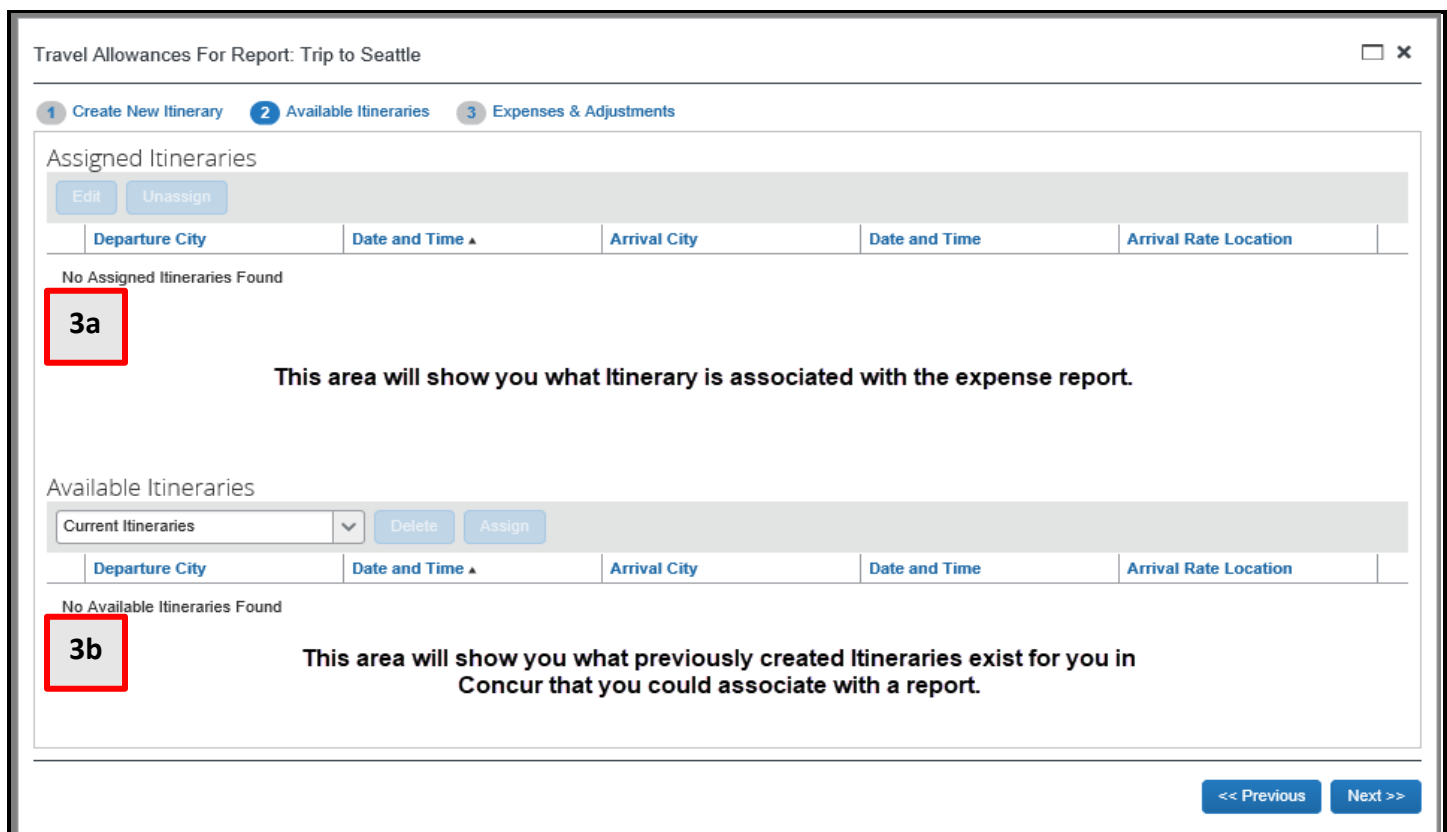 Travel Allowances For Report: Trip to Seattle
1 Create New Itinerary 2 Available Itineraries 3 Expenses & Adjustments
Assigned Itineraries
Edit Unassign
Departure City Date and Time ▲ Arrival City Date and Time Arrival Rate Location
No Assigned Itineraries Found
3a
This area will show you what Itinerary is associated with the expense report.
Available Itineraries
Current Itineraries Delete Assign
Departure City Date and Time ▲ Arrival City Date and Time Arrival Rate Location
No Available Itineraries Found
3b
This area will show you what previously created Itineraries exist for you in
Concur that you could associate with a report.
<< Previous Next >>